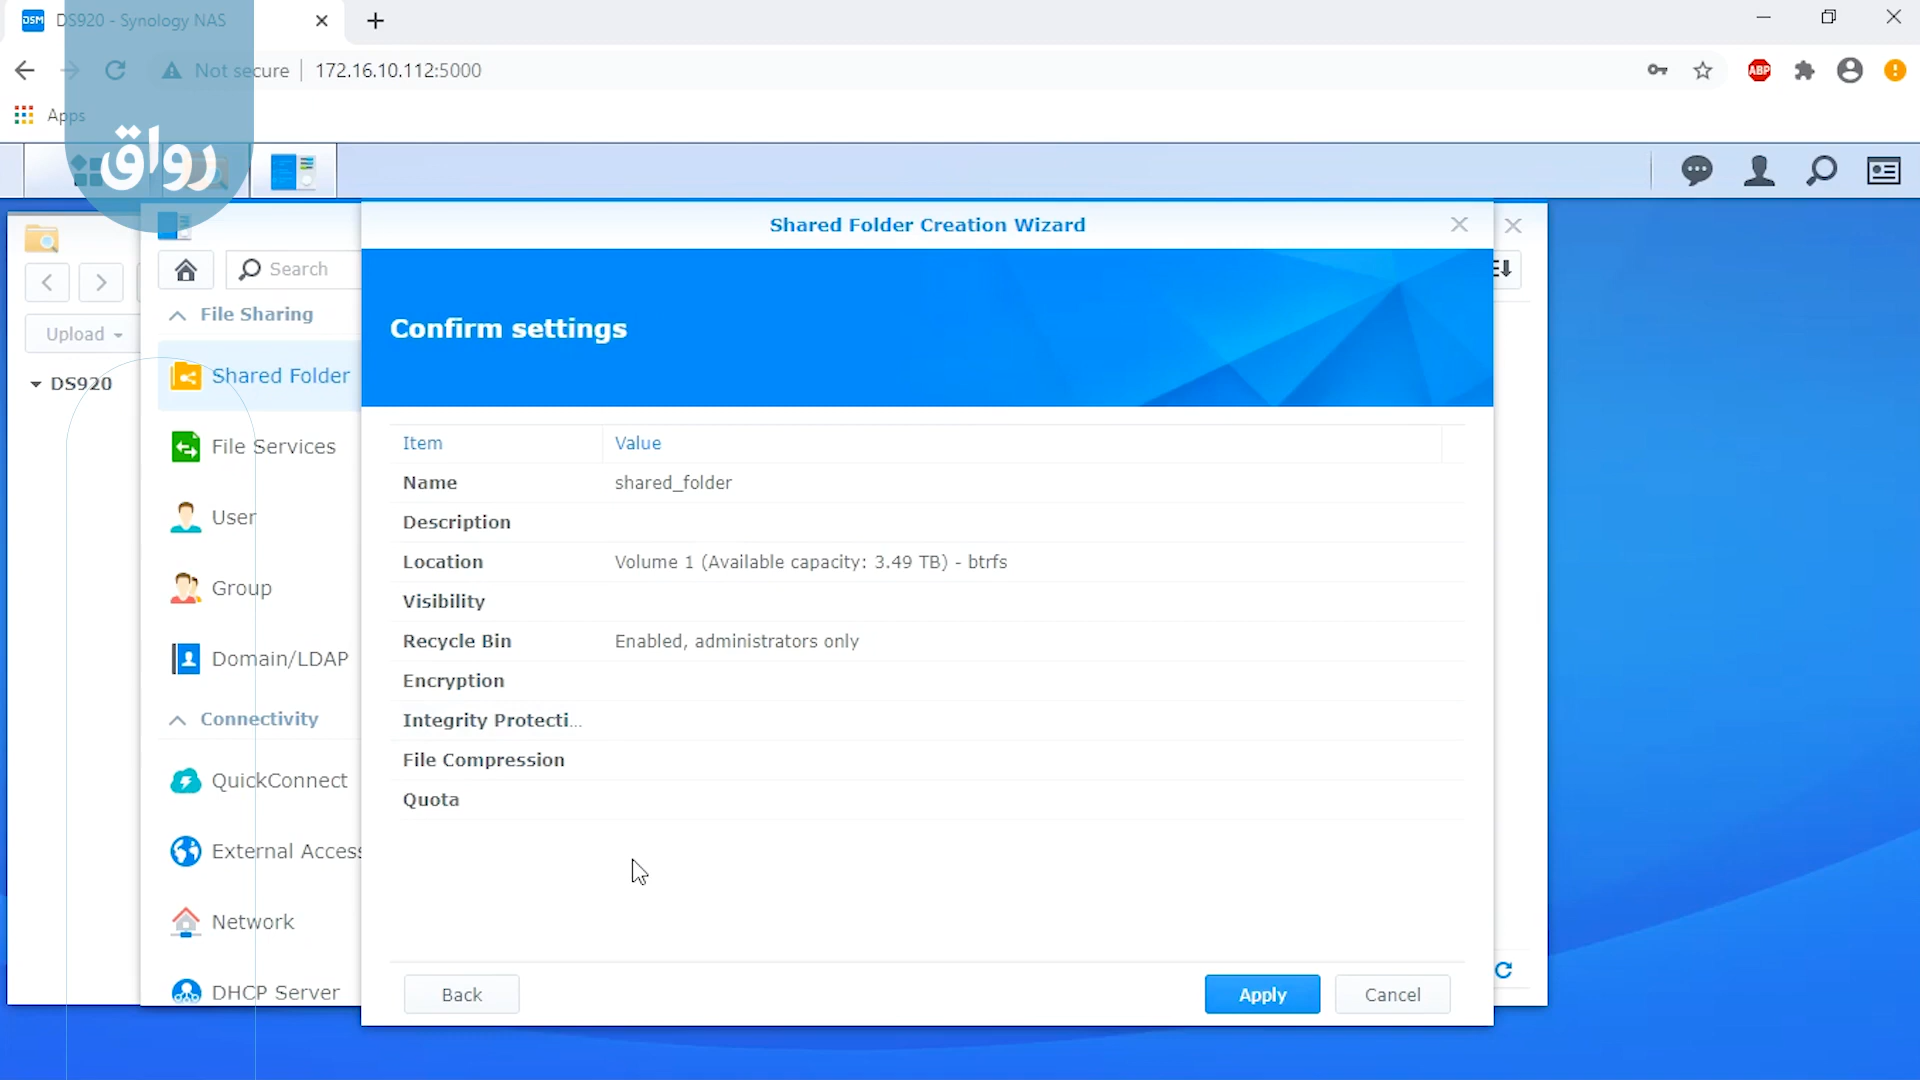 DSM DS920 - Synology NAS
Not secure 172.16.10.112:5000
ABP
Apps
رواق
Shared Folder Creation Wizard
Search
File Sharing
Upload
Confirm settings
DS920
Shared Folder
File Services
User
Group
Domain/LDAP
Connectivity
QuickConnect
External Access
Network
DHCP Server
Item Value
Name shared_folder
Description
Location Volume 1 (Available capacity: 3.49 TB) - btrfs
Visibility
Recycle Bin Enabled, administrators only
Encryption
Integrity Protecti...
File Compression
Quota
Back Apply Cancel